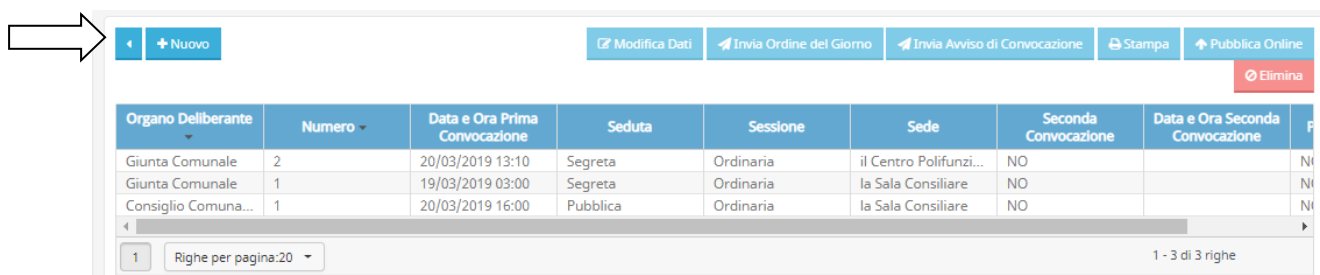 Nuovo Modifica Dati Invia Ordine del Giorno Invia Avviso di Convocazione Stampa Pubblica Online
Elimina
Organo Deliberante Numero Data e Ora Prima Convocazione Seduta Sessione Sede Seconda Convocazione Data e Ora Seconda Convocazione P
Giunta Comunale 2 20/03/2019 13:10 Segreta Ordinaria il Centro Polifunzi... NO
Giunta Comunale 1 19/03/2019 03:00 Segreta Ordinaria la Sala Consiliare NO
Consiglio Comuna... 1 20/03/2019 16:00 Pubblica Ordinaria la Sala Consiliare NO
1 Righe per pagina:20 1 - 3 di 3 righe